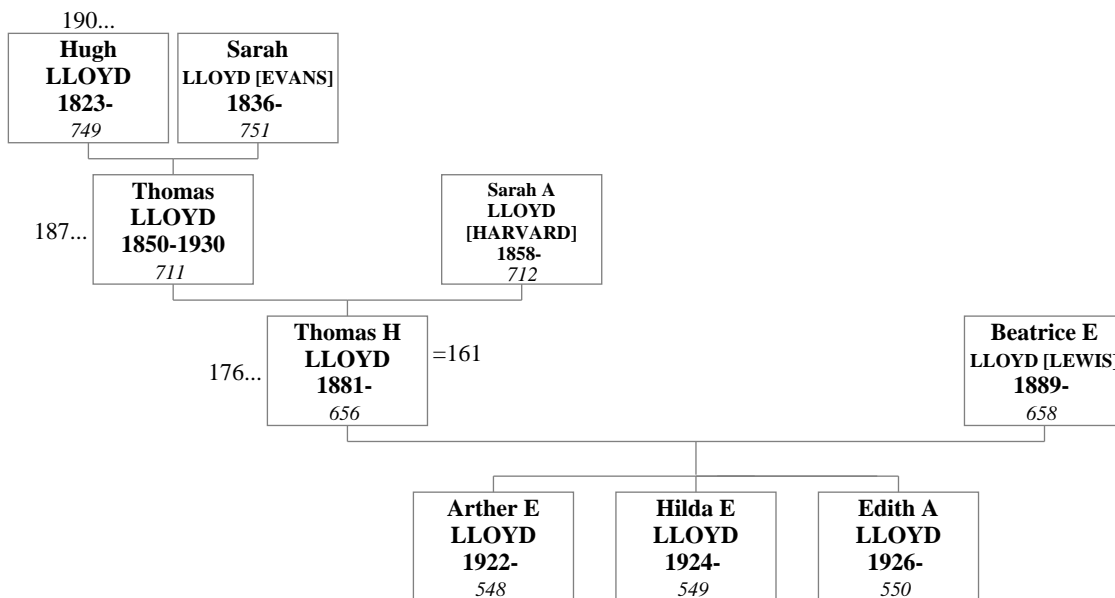 190...
Hugh
LLOYD
1823-
749
Sarah
LLOYD [EVANS]
1836-
751
187...
Thomas
LLOYD
1850-1930
711
Sarah A
LLOYD
[HARVARD]
1858-
712
176...
Thomas H
LLOYD
1881-
656
=161
Beatrice E
LLOYD [LEWIS]
1889-
658
Arther E
LLOYD
1922-
548
Hilda E
LLOYD
1924-
549
Edith A
LLOYD
1926-
550